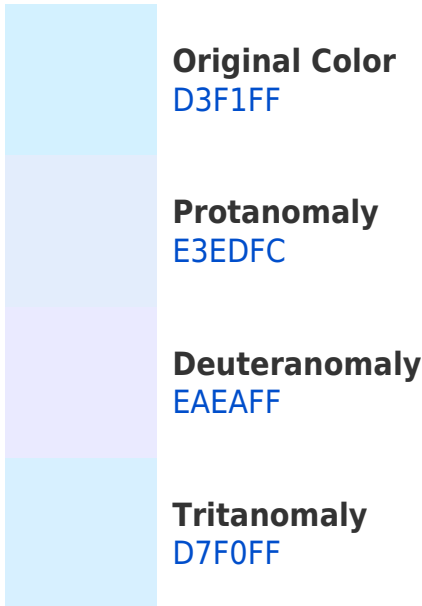 Original Color
D3F1FF
Protanomaly
E3EDFC
Deuteranomaly
EAEAFF
Tritanomaly
D7F0FF